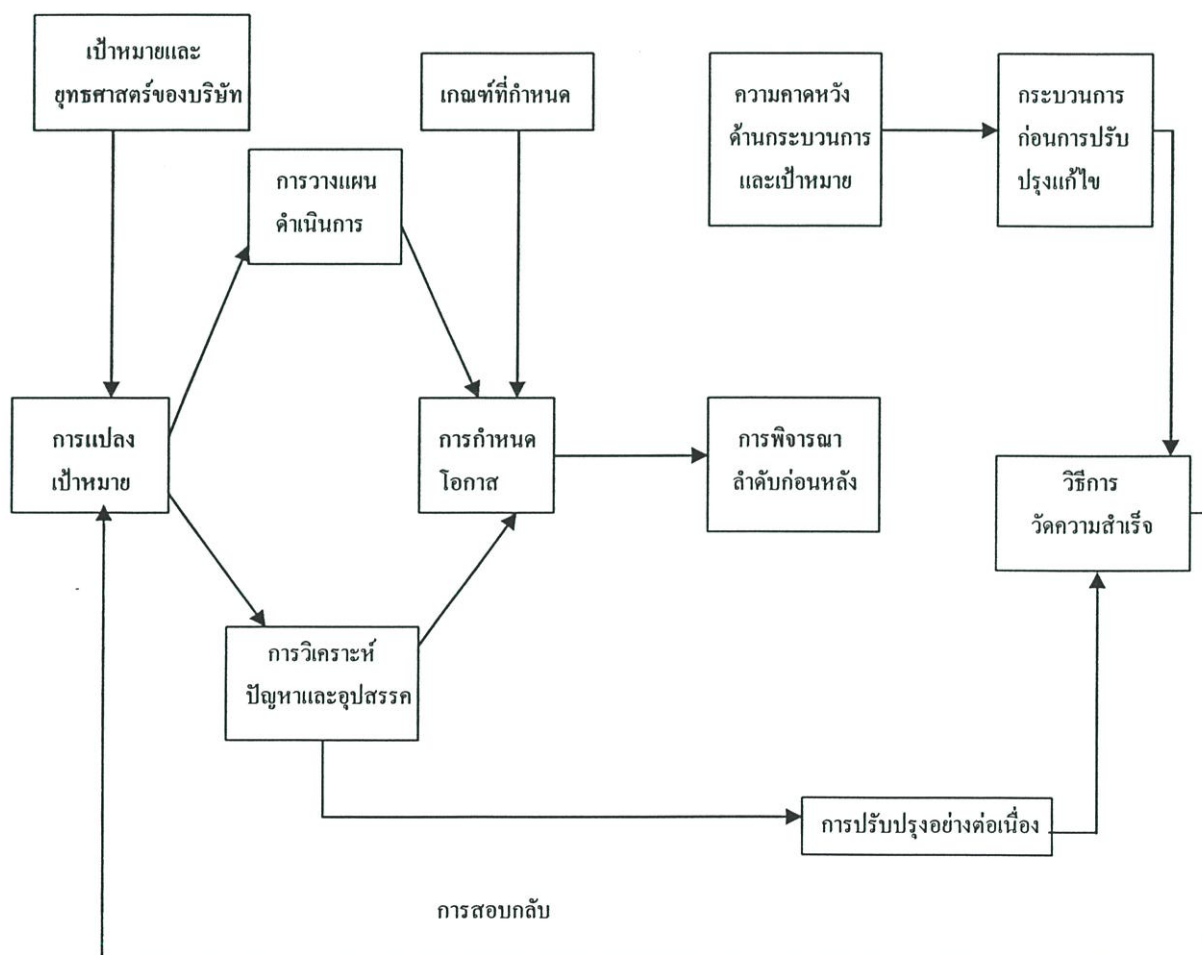 เป้าหมายและ
ยุทธศาสตร์ของบริษัท
เกณฑ์ที่กำหนด
ความคาดหวัง
ด้านกระบวนการ
และเป้าหมาย
กระบวนการ
ก่อนการปรับ
ปรุงแก้ไข
การวางแผน
ดำเนินการ
การแปลง
เป้าหมาย
การกำหนด
โอกาส
การพิจารณา
ลำดับก่อนหลัง
วิธีการ
วัดความสำเร็จ
การวิเคราะห์
ปัญหาและอุปสรรค
การปรับปรุงอย่างต่อเนื่อง
การสอบกลับ